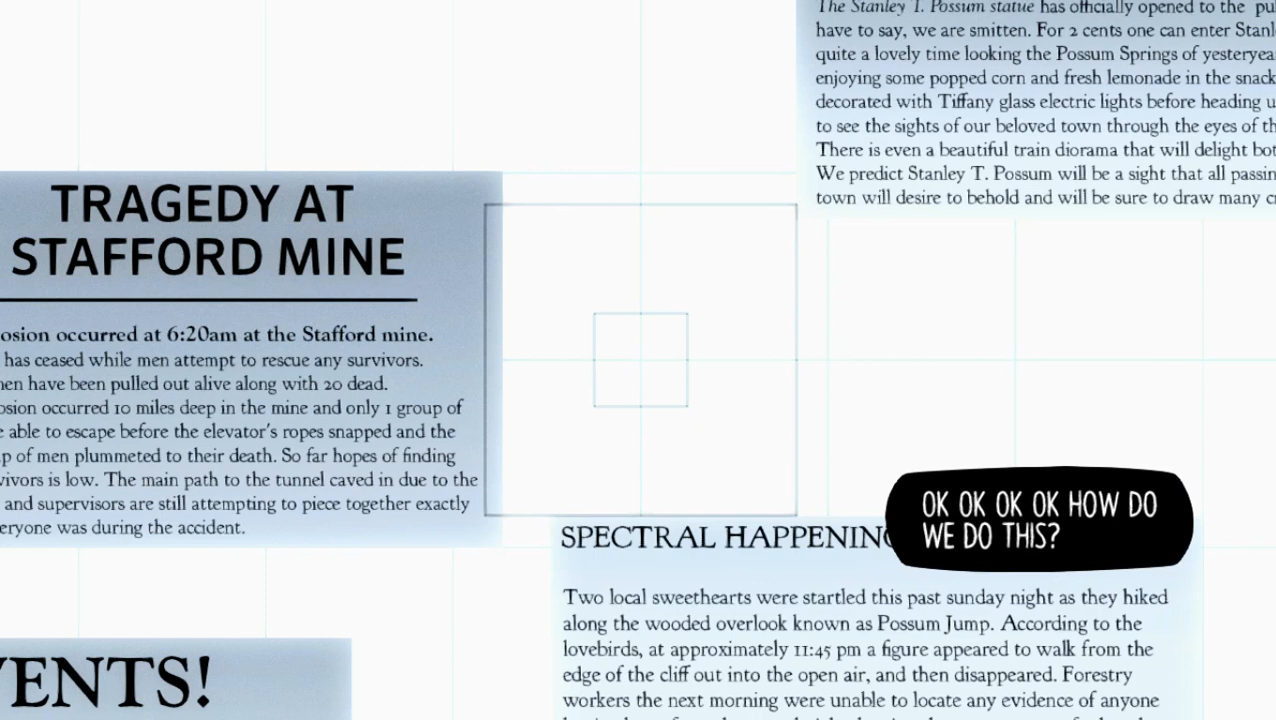 The Stanley T. Possum statue has officially opened to the
have to say, we are smitten. For 2 cents one can enter
quite a lovely time looking the Possum Springs of
enjoying some popped corn and fresh lemonade in the snack
decorated with Tiffany glass electric lights before heading
to see the sights of our beloved town through the eyes of
There is even a beautiful train diorama that will delight
We predict Stanley T. Possum will be a sight that all
town will desire to behold and will be sure to draw many
TRAGEDY AT
STAFFORD MINE
osion occurred at 6:20am at the Stafford mine.
has ceased while men attempt to rescue any survivors.
have been pulled out alive along with 20 dead.
osion occurred 10 miles deep in the mine and only 1 group of
able to escape before the elevator's ropes snapped and the
p of men plummeted to their death. So far hopes of finding
vivors is low. The main path to the tunnel caved in due to the
and supervisors are still attempting to piece together exactly
eryone was during the accident.
OK OK OK OK HOW DO
WE DO THIS?
SPECTRAL HAPPENIN
Two local sweethearts were startled this past sunday night as they hiked
along the wooded overlook known as Possum Jump. According to the
lovebirds, at approximately 11:45 pm a figure appeared to walk from the
edge of the cliff out into the open air, and then disappeared. Forestry
workers the next morning were unable to locate any evidence of anyone
VENTS!